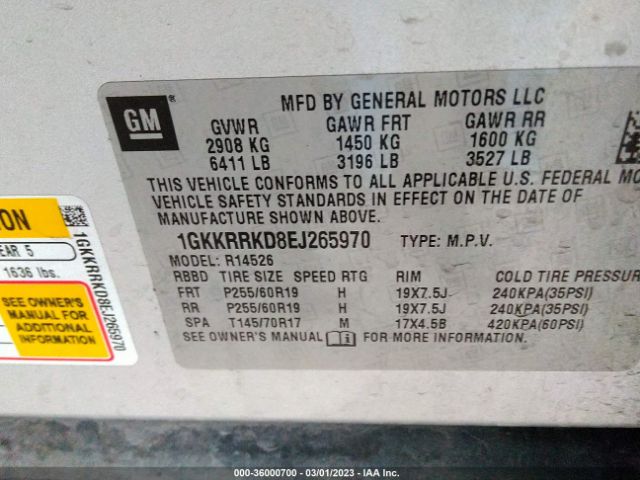 GM ®
MFD BY GENERAL MOTORS LLC
GVWR GAWR FRT GAWR RR
2908 KG 1450 KG 1600 KG
6411 LB 3196 LB 3527 LB
THIS VEHICLE CONFORMS TO ALL APPLICABLE U.S. FEDERAL MO
VEHICLE SAFETY STANDARDS IN EFFECT ON THE DATE OF
MANUFACTURE SHOWN ABOVE.
1GKKRRKD8EJ265970 TYPE: M.P.V.
MODEL: R14526
RBBD TIRE SIZE SPEED RTG RIM COLD TIRE PRESSUR
FRT P255/60R19 H 19X7.5J 240KPA(35PSI)
RR P255/60R19 H 19X7.5J 240KPA(35PSI)
SPA T145/70R17 M 17X4.5B 420KPA(60PSI)
SEE OWNER'S MANUAL i FOR MORE INFORMATION.
ION
EAR 5
1636 lbs.
SEE OWNER'S
MANUAL FOR
ADDITIONAL
INFORMATION
1GKKRRKD8EJ265970
000-36000700 - 03/01/2023 - IAA Inc.